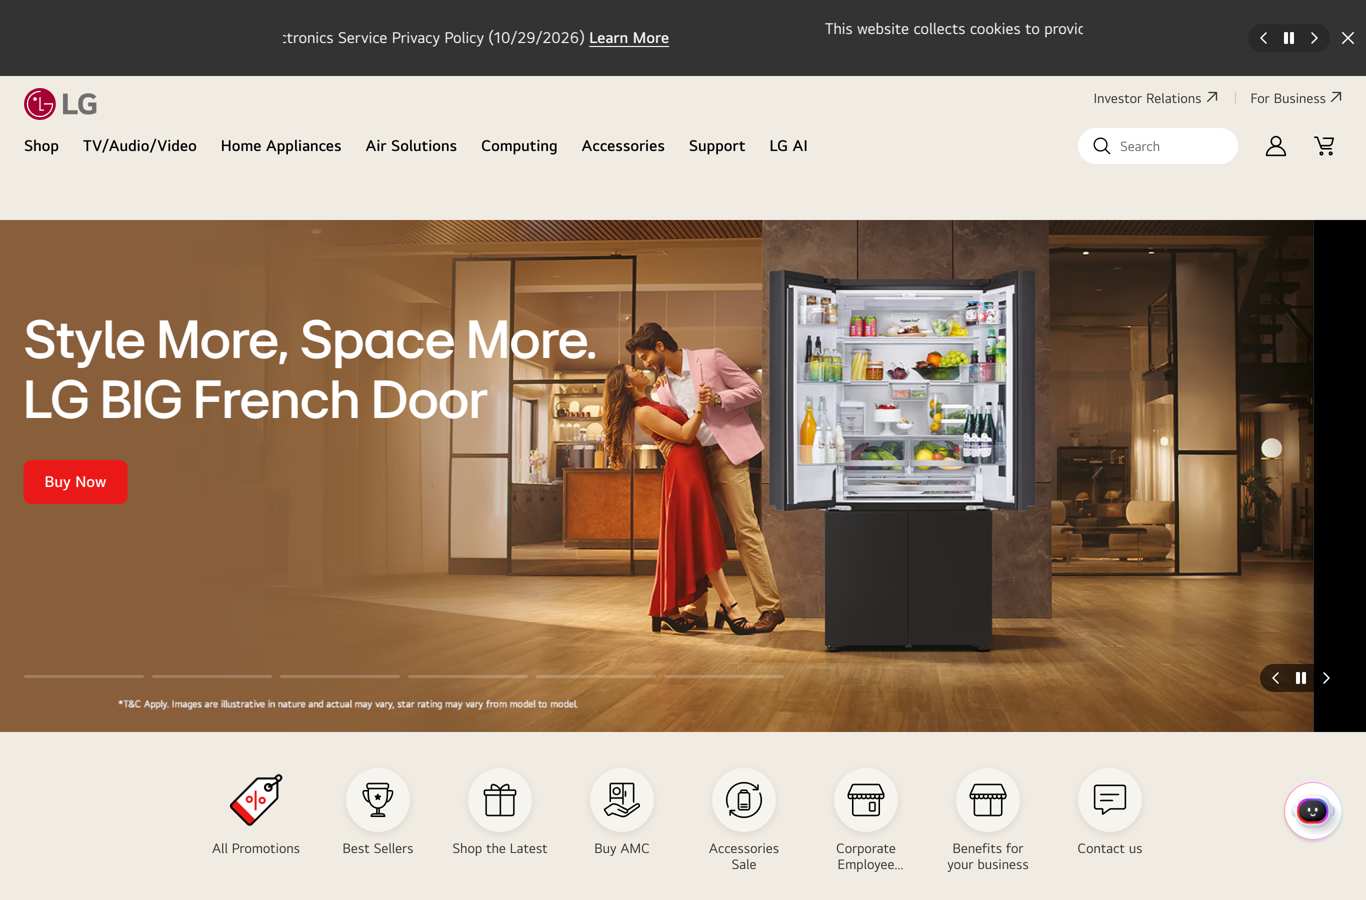 ctronics Service Privacy Policy (10/29/2026) Learn More
This website collects cookies to provic
LG
Investor Relations
For Business
Shop
TV/Audio/Video
Home Appliances
Air Solutions
Computing
Accessories
Support
LG AI
Search
Style More, Space More.
LG BIG French Door
Buy Now
*T&C Apply. Images are illustrative in nature and actual may vary, star rating may vary from model to model.
All Promotions
Best Sellers
Shop the Latest
Buy AMC
Accessories
Sale
Corporate
Employee...
Benefits for
your business
Contact us